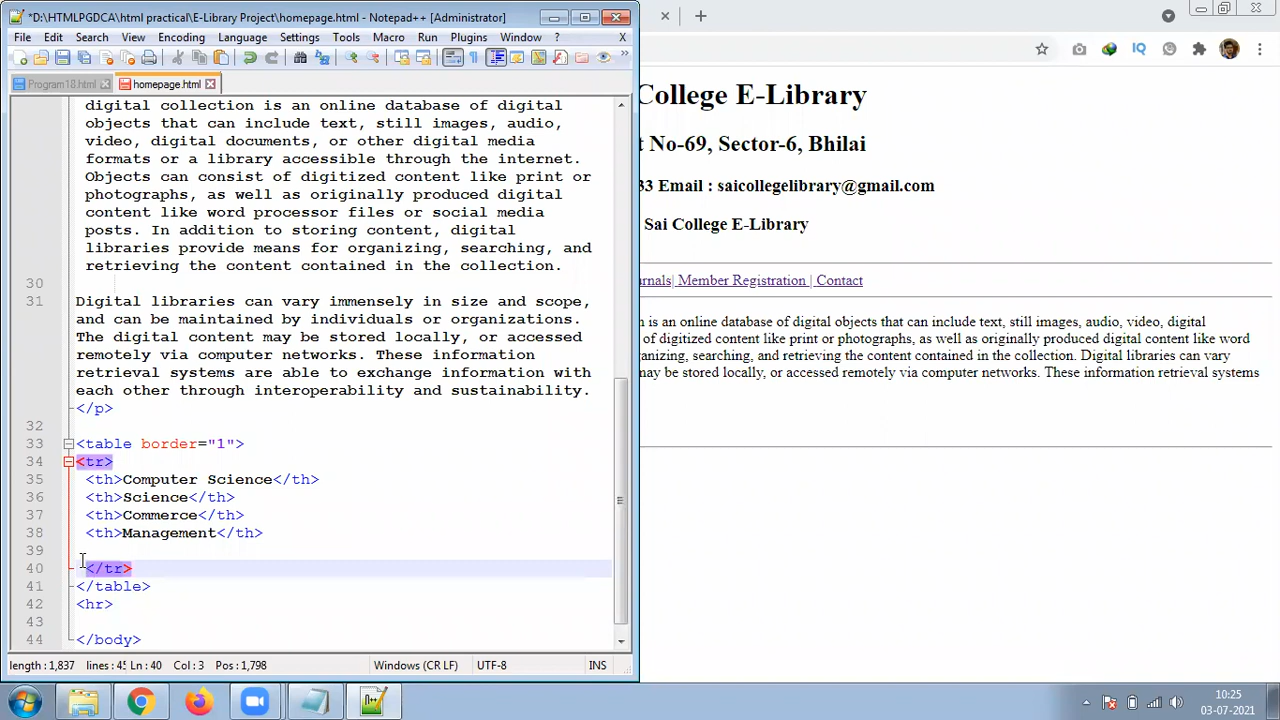 *D:\HTMLPGDCA\html practical\E-Library Project\homepage.html - Notepad++ [Administrator]
File Edit Search View Encoding Language Settings Tools Macro Run Plugins Window ? X
Program18.html homepage.html
digital collection is an online database of digital
objects that can include text, still images, audio,
video, digital documents, or other digital media
formats or a library accessible through the internet.
Objects can consist of digitized content like print or
photographs, as well as originally produced digital
content like word processor files or social media
posts. In addition to storing content, digital
libraries provide means for organizing, searching, and
retrieving the content contained in the collection.
30
31 Digital libraries can vary immensely in size and scope,
and can be maintained by individuals or organizations.
The digital content may be stored locally, or accessed
remotely via computer networks. These information
retrieval systems are able to exchange information with
each other through interoperability and sustainability.
</p>
32
33 <table border="1">
34 <tr>
35 <th>Computer Science</th>
36 <th>Science</th>
37 <th>Commerce</th>
38 <th>Management</th>
39
40 </tr>
41 </table>
42 <hr>
43
44 </body>
length : 1,837 lines : 45 Ln : 40 Col : 3 Pos : 1,798 Windows (CR LF) UTF-8 INS
IQ
College E-Library
t No-69, Sector-6, Bhilai
33 Email : saicollegelibrary@gmail.com
Sai College E-Library
urnals| Member Registration | Contact
n is an online database of digital objects that can include text, still images, audio, video, digital
of digitized content like print or photographs, as well as originally produced digital content like word
ganizing, searching, and retrieving the content contained in the collection. Digital libraries can vary
may be stored locally, or accessed remotely via computer networks. These information retrieval systems
10:25
03-07-2021